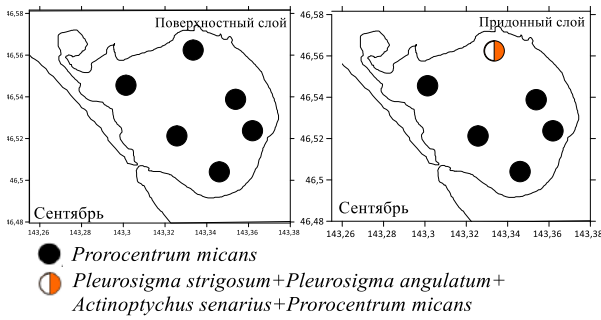 Поверхностный слой
46,58
46,56
46,54
46,52
46,5
46,48
Сентябрь
143,26 143,28 143,3 143,32 143,34 143,36 143,38
Придонный слой
46,58
46,56
46,54
46,52
46,5
46,48
Сентябрь
143,26 143,28 143,3 143,32 143,34 143,36 143,38
Prorocentrum micans
Pleurosigma strigosum+Pleurosigma angulatum+
Actinoptychus senarius+Prorocentrum micans